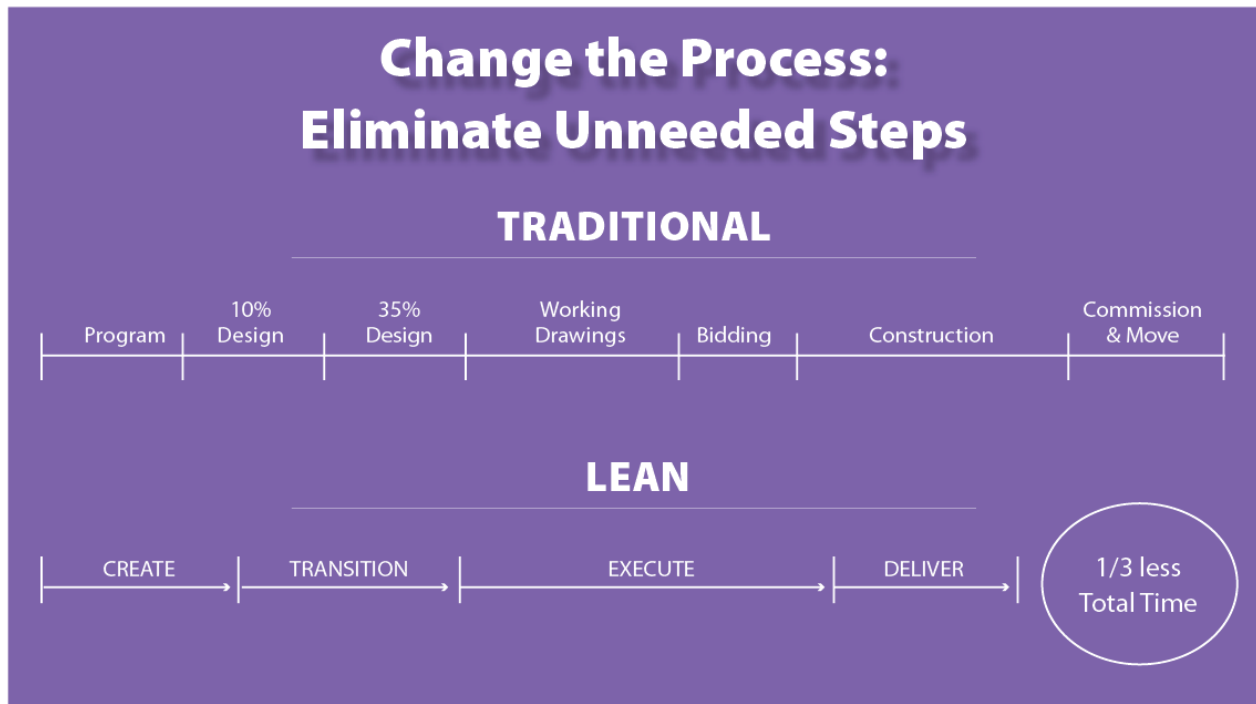 Change the Process:
Eliminate Unneeded Steps
TRADITIONAL
Program
10%
Design
35%
Design
Working
Drawings
Bidding
Construction
Commission
& Move
LEAN
CREATE
TRANSITION
EXECUTE
DELIVER
1/3 less
Total Time